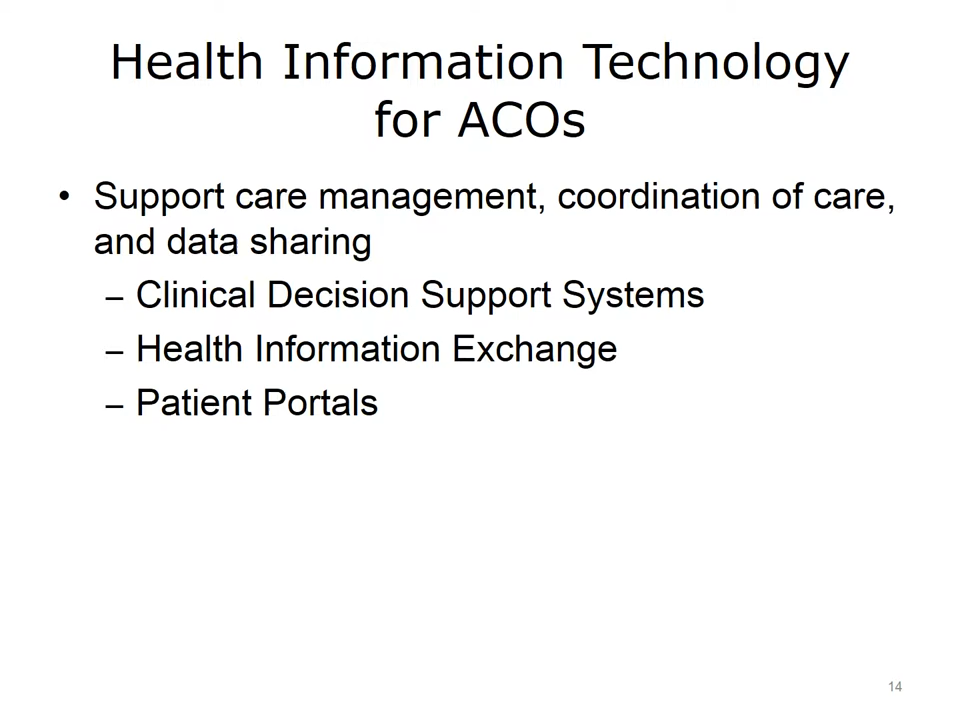 Health Information Technology
for ACOs
• Support care management, coordination of care,
and data sharing
– Clinical Decision Support Systems
– Health Information Exchange
– Patient Portals
14